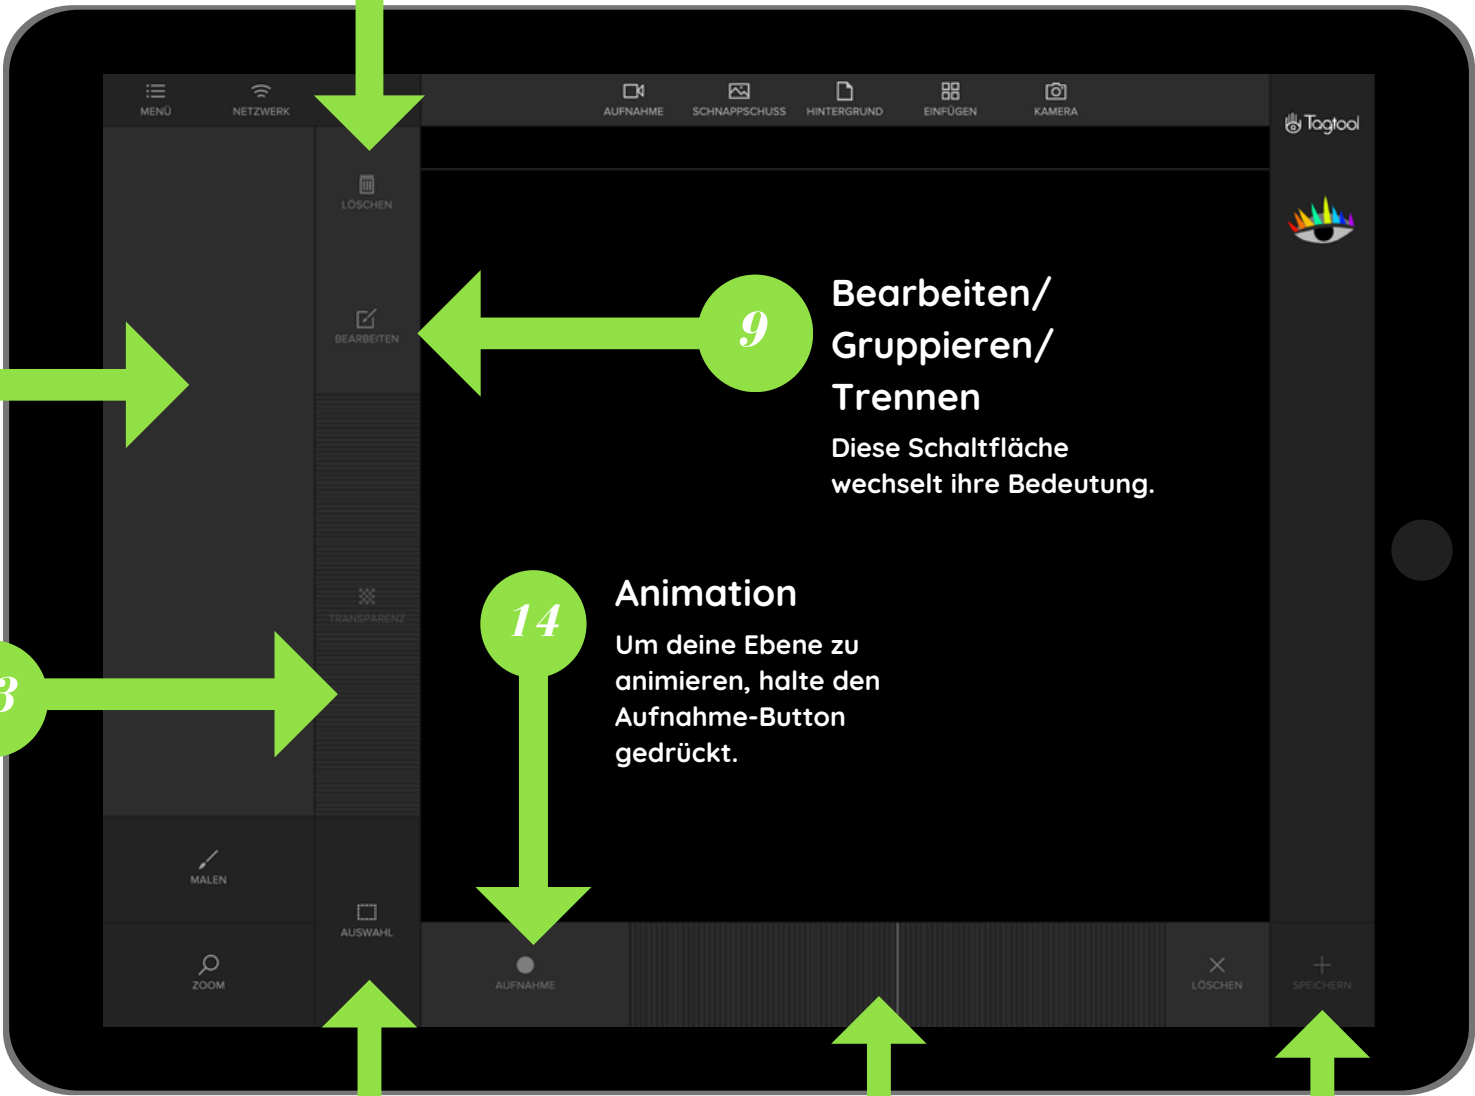 MENÜ
NETZWERK
AUFNAHME
SCHNAPPSCHUSS
HINTERGRUND
EINFÜGEN
KAMERA
Tagtool
LÖSCHEN
BEARBEITEN
9
Bearbeiten/
Gruppieren/
Trennen
Diese Schaltfläche
wechselt ihre Bedeutung.
TRANSPARENZ
14
Animation
Um deine Ebene zu
animieren, halte den
Aufnahme-Button
gedrückt.
3
MALEN
AUSWAHL
ZOOM
AUFNAHME
LÖSCHEN
SPEICHERN